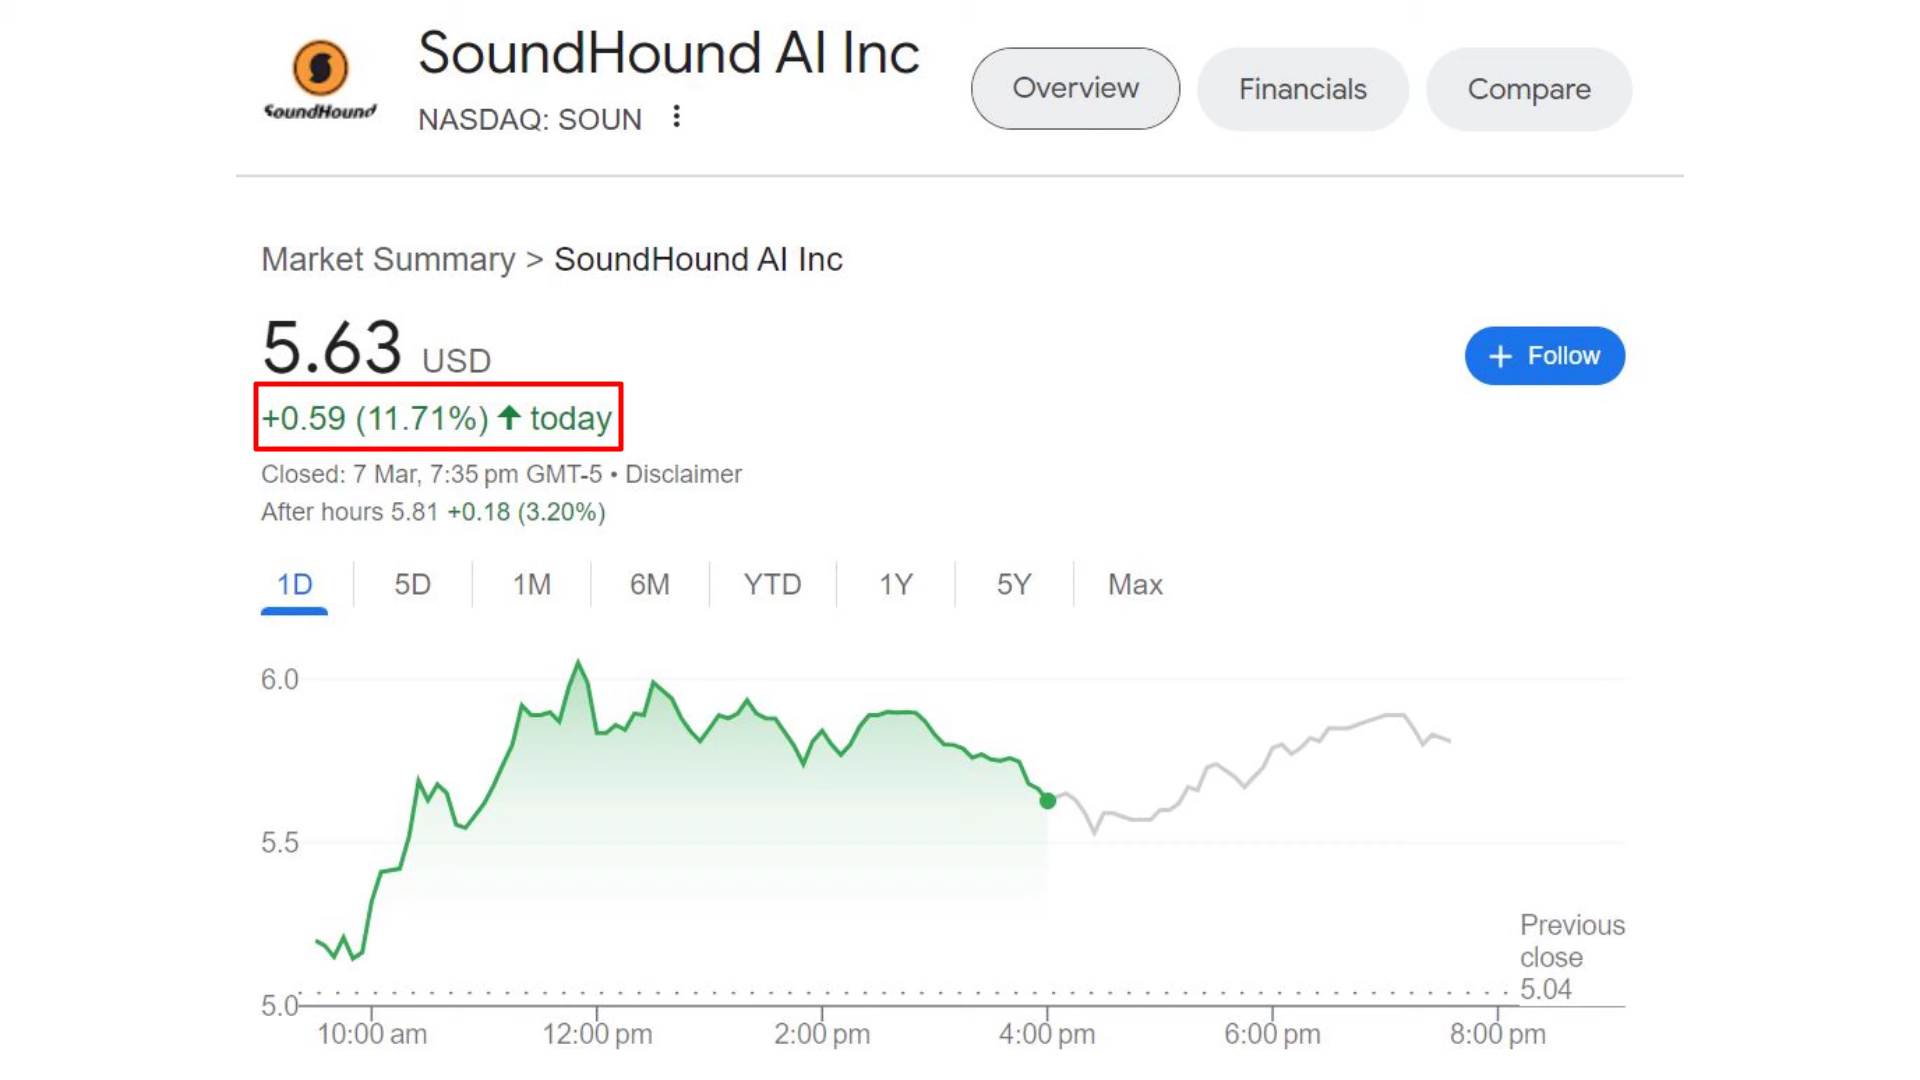 SoundHound AI Inc
SoundHound
NASDAQ: SOUN
Overview
Financials
Compare
Market Summary > SoundHound AI Inc
5.63 USD
+ Follow
+0.59 (11.71%) ↑ today
Closed: 7 Mar, 7:35 pm GMT-5 • Disclaimer
After hours 5.81 +0.18 (3.20%)
1D
5D
1M
6M
YTD
1Y
5Y
Max
6.0
5.5
5.0
Previous
close
5.04
10:00 am
12:00 pm
2:00 pm
4:00 pm
6:00 pm
8:00 pm